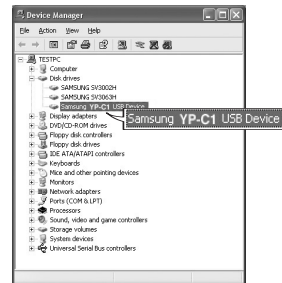 Device Manager
File Action View Help
TESTPC
Computer
Disk drives
SAMSUNG SV3002H
SAMSUNG SV3063H
Samsung YP-C1 USB Device
Samsung YP-C1 USB Device
Display adapters
DVD/CD-ROM drives
Floppy disk controllers
Floppy disk drives
IDE ATA/ATAPI controllers
Keyboards
Mice and other pointing devices
Monitors
Network adapters
Ports (COM & LPT)
Processors
Sound, video and game controllers
Storage volumes
System devices
Universal Serial Bus controllers